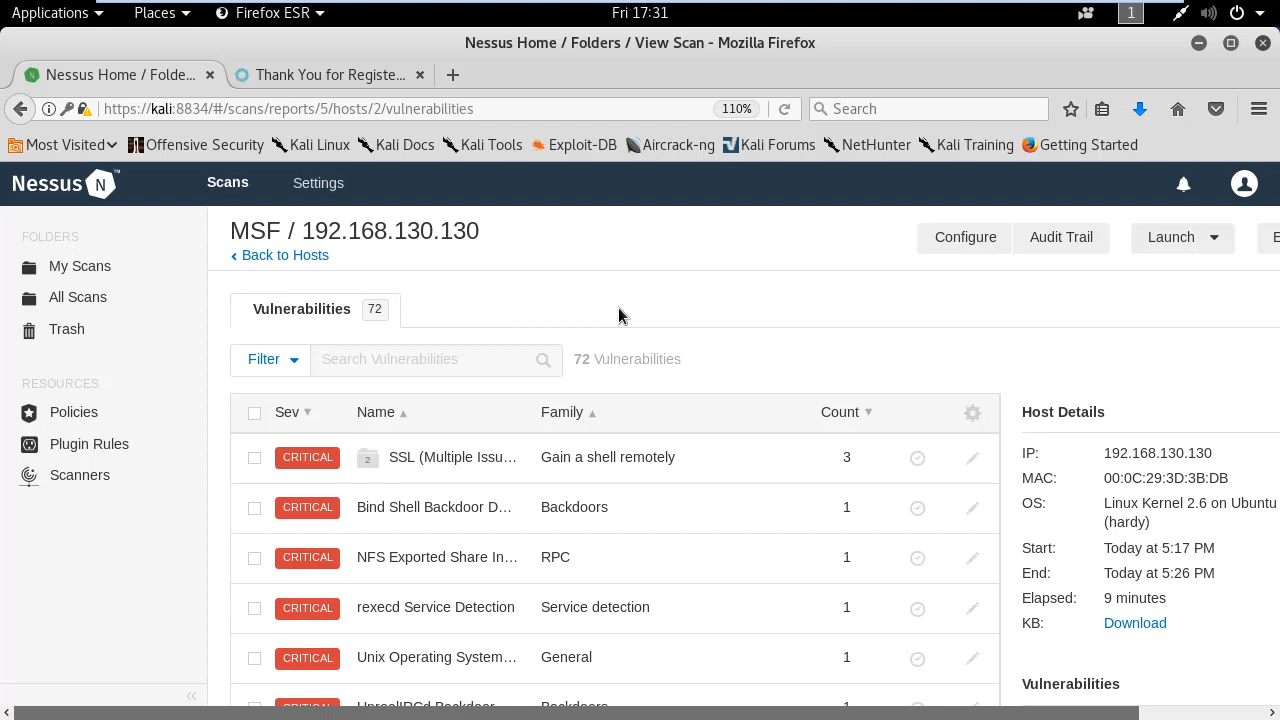 Applications Places Firefox ESR Fri 17:31 1
Nessus Home / Folders / View Scan - Mozilla Firefox
Nessus Home / Folde... Thank You for Registe...
https://kali:8834/#/scans/reports/5/hosts/2/vulnerabilities 110% Search
Most Visited Offensive Security Kali Linux Kali Docs Kali Tools Exploit-DB Aircrack-ng Kali Forums NetHunter Kali Training Getting Started
Nessus N ™ Scans Settings
FOLDERS
My Scans
All Scans
Trash
RESOURCES
Policies
Plugin Rules
Scanners
MSF / 192.168.130.130
Back to Hosts
Configure Audit Trail Launch E
Vulnerabilities 72
Filter Search Vulnerabilities 72 Vulnerabilities
Sev Name Family Count
CRITICAL 2 SSL (Multiple Issu... Gain a shell remotely 3
CRITICAL Bind Shell Backdoor D... Backdoors 1
CRITICAL NFS Exported Share In... RPC 1
CRITICAL rexecd Service Detection Service detection 1
CRITICAL Unix Operating System... General 1
CRITICAL UnrealIRCd Backdoor Backdoors 1
Host Details
IP: 192.168.130.130
MAC: 00:0C:29:3D:3B:DB
OS: Linux Kernel 2.6 on Ubuntu
(hardy)
Start: Today at 5:17 PM
End: Today at 5:26 PM
Elapsed: 9 minutes
KB: Download
Vulnerabilities